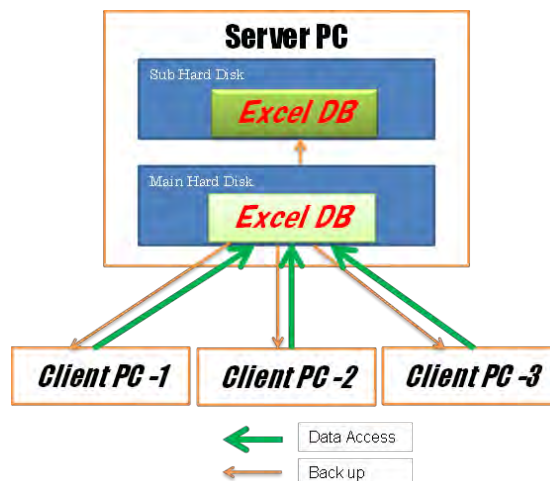 Server PC
Sub Hard Disk
Excel DB
Main Hard Disk
Excel DB
Client PC -1
Client PC -2
Client PC -3
Data Access
Back up